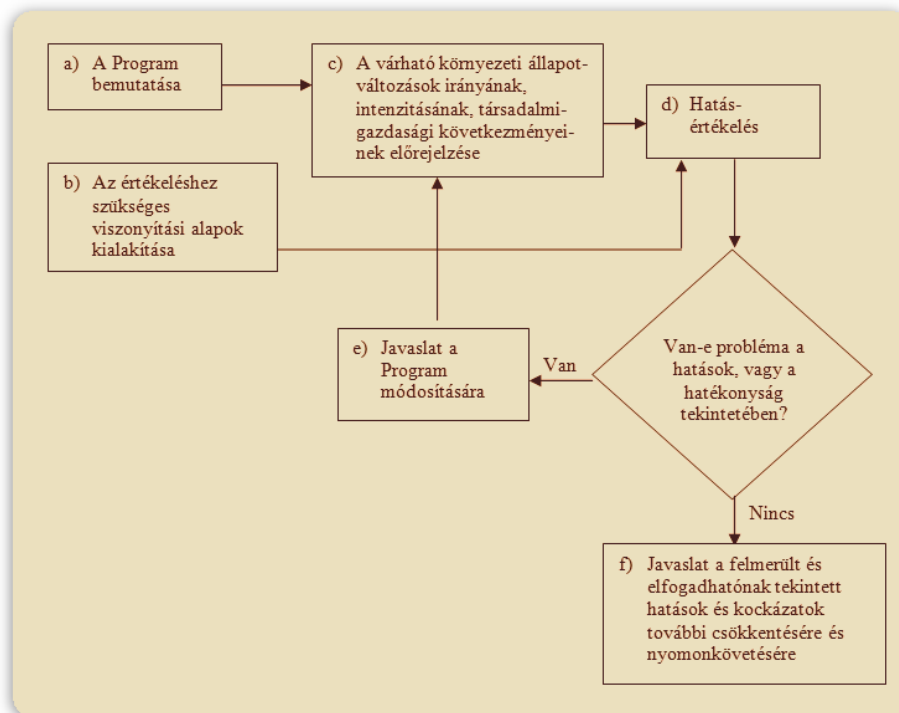 a) A Program
bemutatása
c) A várható környezeti állapot-
változások irányának,
intenzitásának, társadalmi-
gazdasági következményei-
nek előrejelzése
d) Hatás-
értékelés
b) Az értékeléshez
szükséges
viszonyítási alapok
kialakítása
e) Javaslat a
Program
módosítására
Van
Van-e probléma a
hatások, vagy a
hatékonyság
tekintetében?
Nincs
f) Javaslat a felmerült és
elfogadhatónak tekintett
hatások és kockázatok
további csökkentésére és
nyomonkövetésére